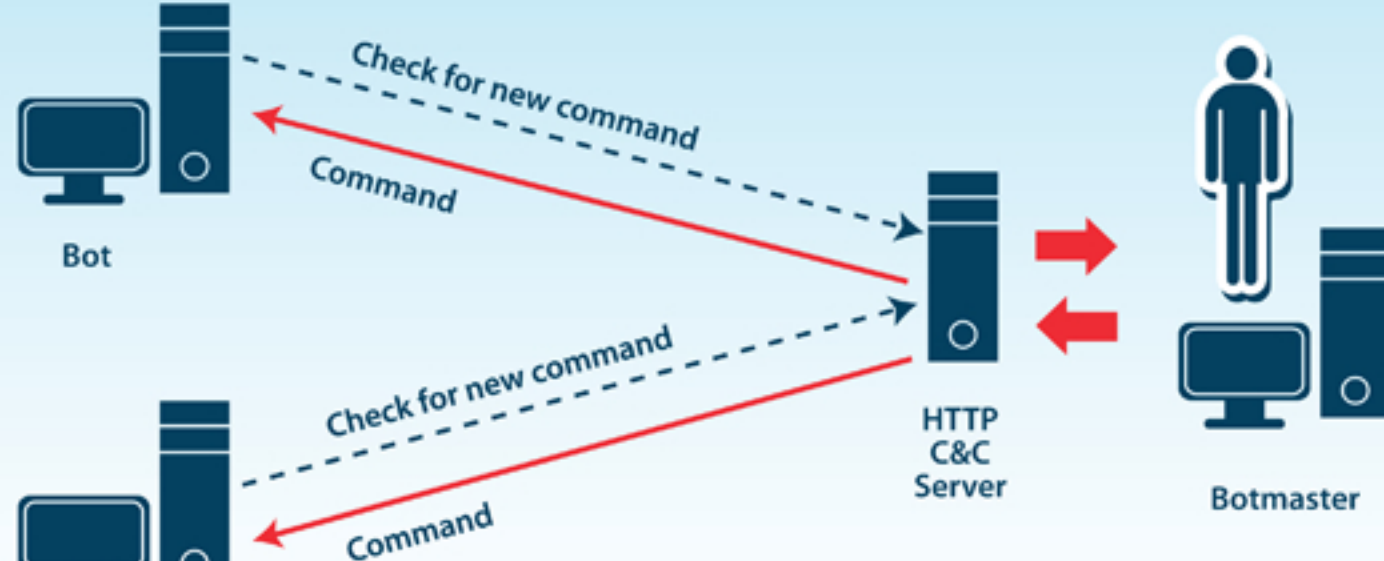 Check for new command
Command
Bot
Check for new command
Command
HTTP
C&C
Server
Botmaster